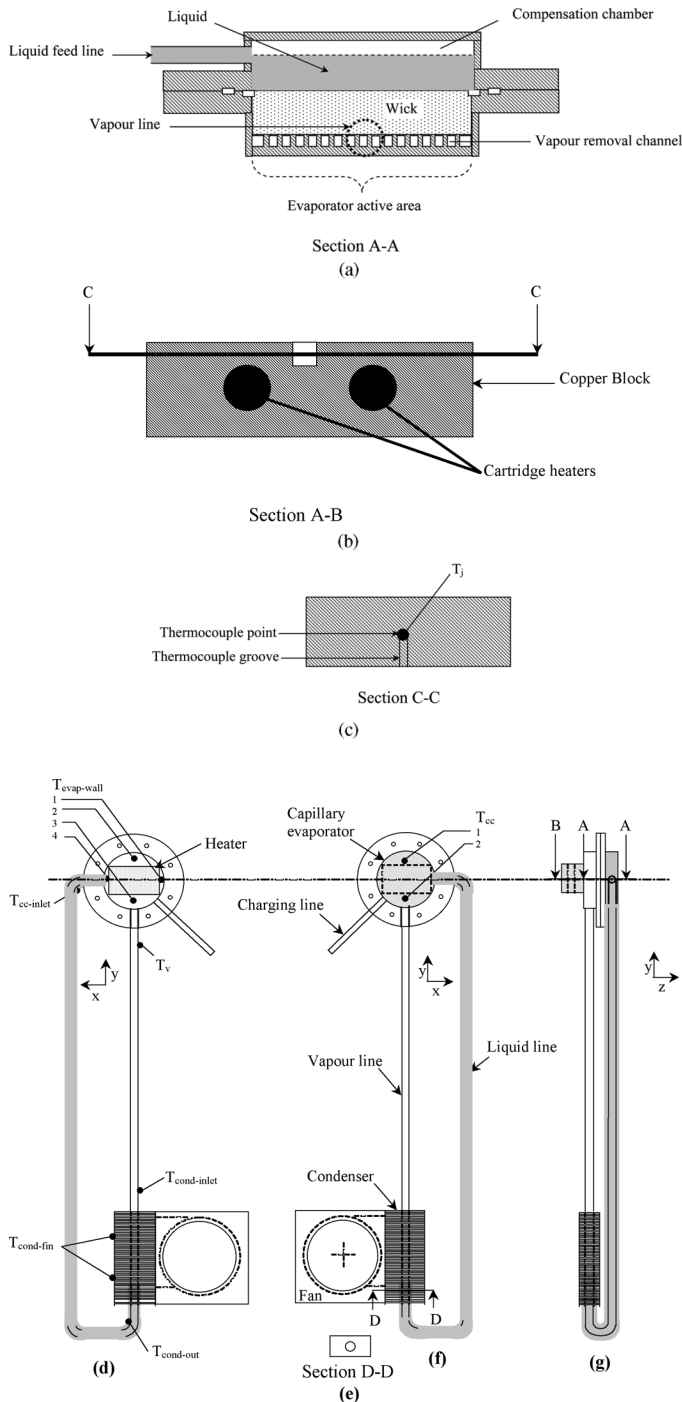 Liquid
Compensation chamber
Liquid feed line
Wick
Vapour line
Vapour removal channel
Evaporator active area
Section A-A
(a)
C
C
Copper Block
Cartridge heaters
Section A-B
(b)
Tj
Thermocouple point
Thermocouple groove
Section C-C
(c)
Tevap-wall
1
2
3
4
Heater
Tcc-inlet
Tv
y
x
Tcond-inlet
Tcond-fin
Tcond-out
(d)
Capillary
evaporator
Tcc
1
2
Charging line
y
x
Vapour line
Liquid line
Condenser
Fan
D
D
(f)
Section D-D
(e)
B
A
A
y
z
(g)